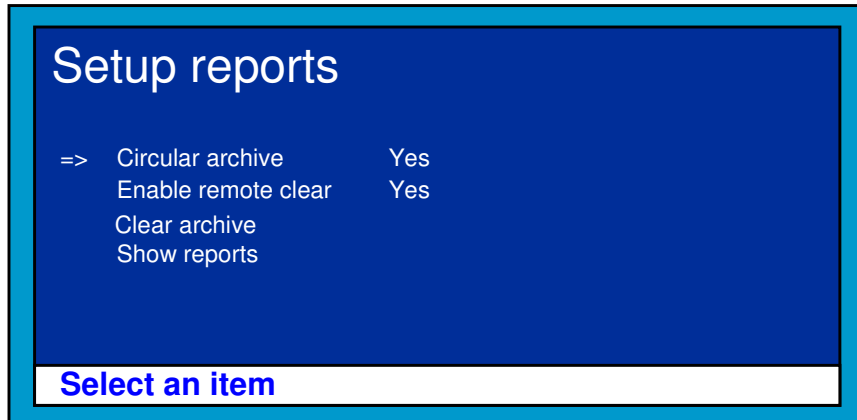 Setup reports
=> Circular archive Yes
Enable remote clear Yes
Clear archive
Show reports
Select an item